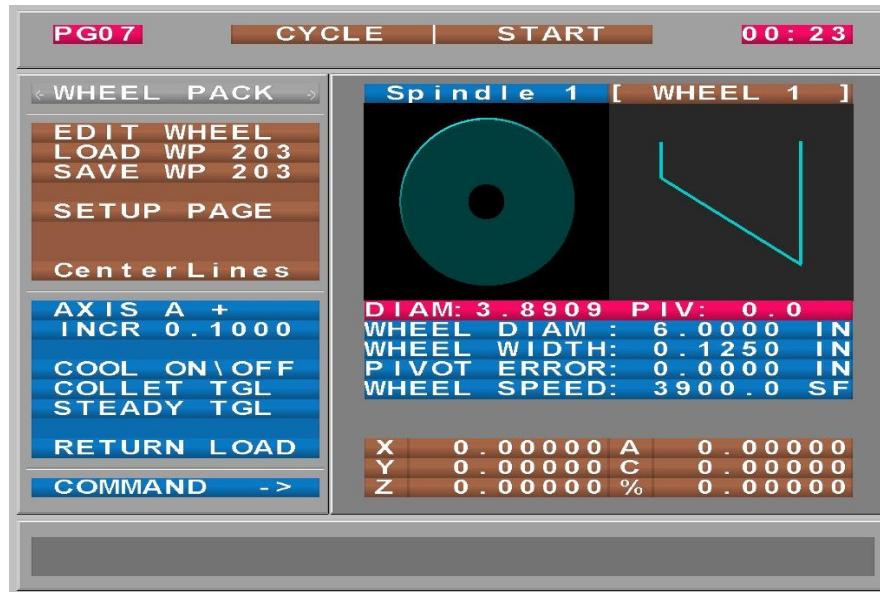 PG07 CYCLE | START 00:23
< WHEEL PACK >
EDIT WHEEL
LOAD WP 203
SAVE WP 203
SETUP PAGE
CenterLines
AXIS A +
INCR 0.1000
COOL ON\OFF
COLLET TGL
STEADY TGL
RETURN LOAD
COMMAND ->
Spindle 1 [ WHEEL 1 ]
DIAM: 3.8909 PIV: 0.0
WHEEL DIAM : 6.0000 IN
WHEEL WIDTH: 0.1250 IN
PIVOT ERROR: 0.0000 IN
WHEEL SPEED: 3900.0 SF
X 0.00000 A 0.00000
Y 0.00000 C 0.00000
Z 0.00000 % 0.00000